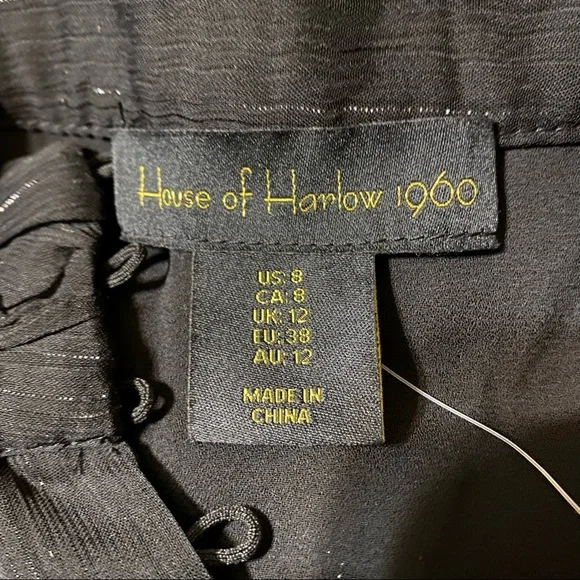 House of Harlow 1960
US: 8
CA: 8
UK: 12
EU: 38
AU: 12
MADE IN
CHINA